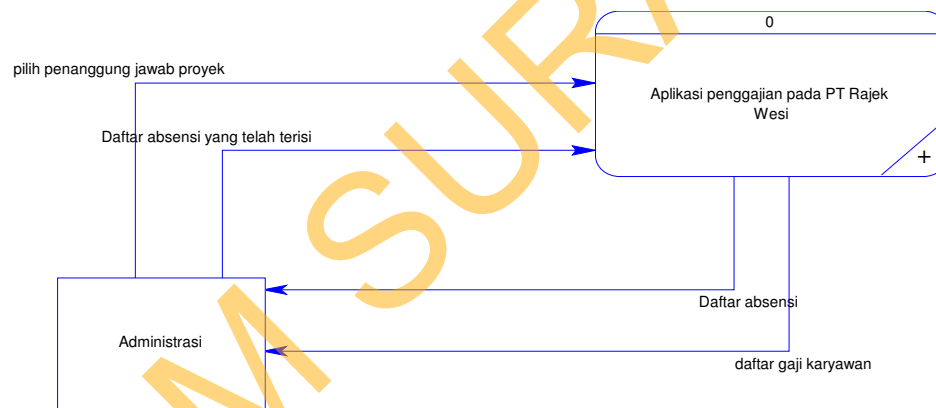 0
pilih penanggung jawab proyek
Aplikasi penggajian pada PT Rajek
Wesi
Daftar absensi yang telah terisi
+
Daftar absensi
Administrasi
daftar gaji karyawan
M SUR